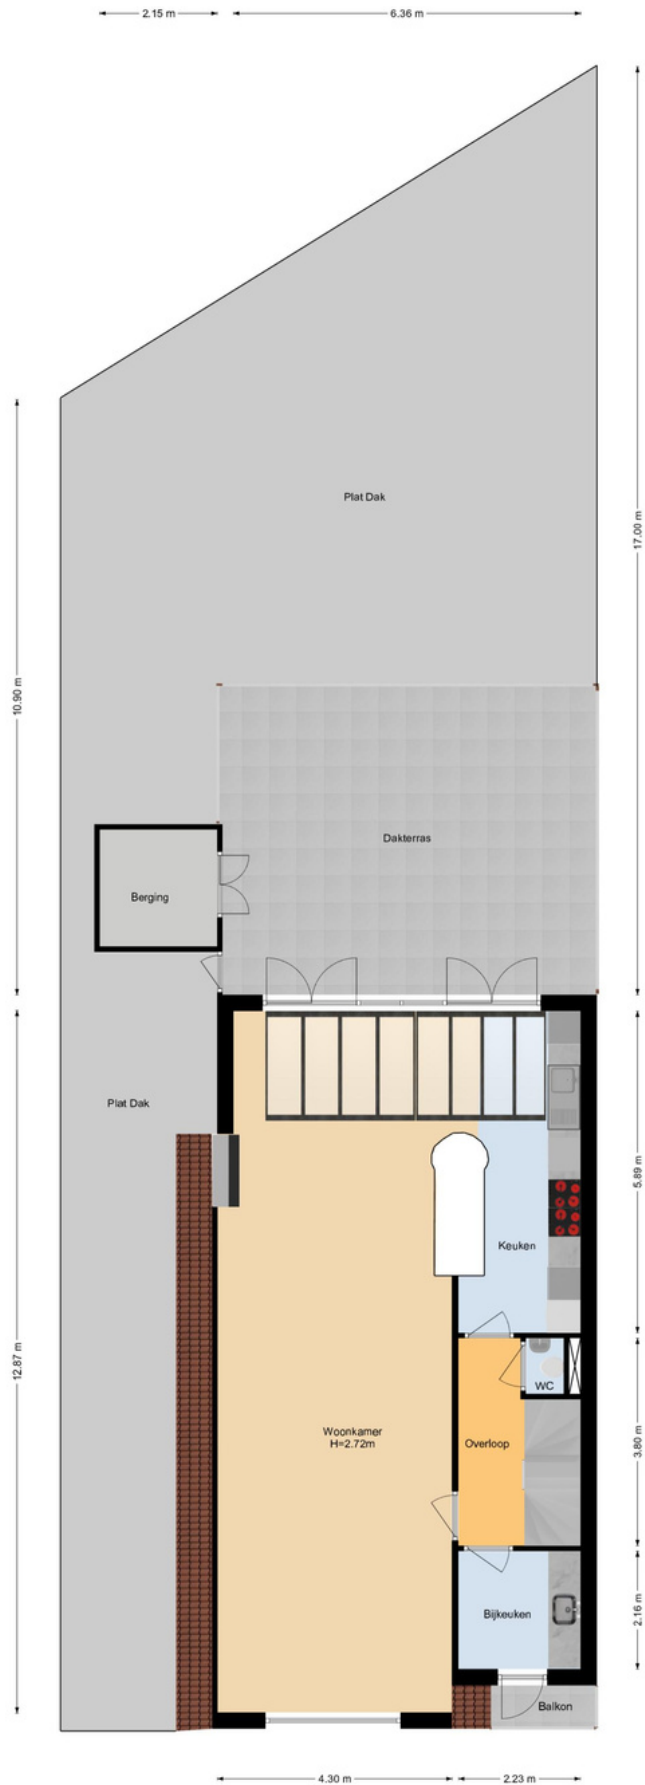 2.15 m
6.36 m
17.00 m
Plat Dak
10.90 m
Dakterras
Berging
Plat Dak
5.89 m
Keuken
12.87 m
WC
Woonkamer
H=2.72m
Overloop
3.80 m
Bijkeuken
2.16 m
Balkon
4.30 m
2.23 m